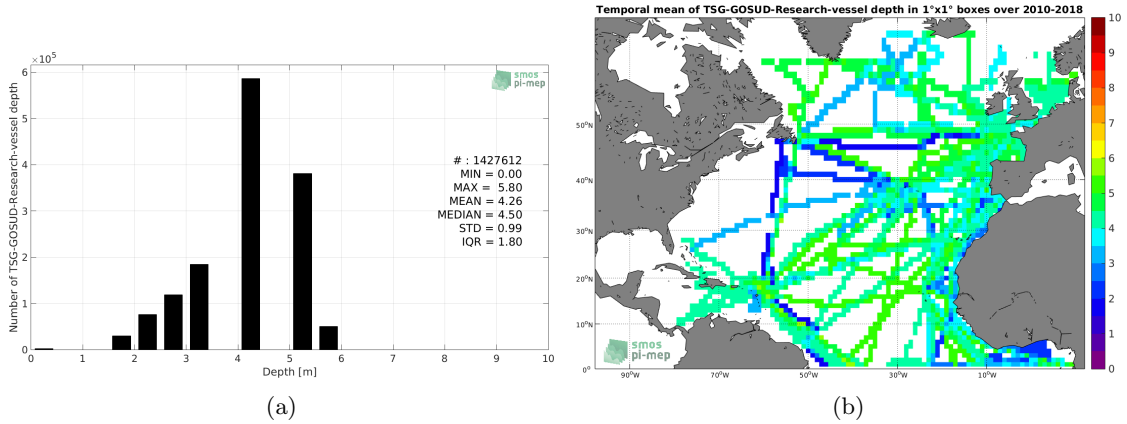 ×10⁵
6
5
4
3
2
1
0
Number of TSG-GOSUD-Research-vessel depth
0 1 2 3 4 5 6 7 8 9 10
Depth [m]
smos
pi-mep
# : 1427612
MIN = 0.00
MAX = 5.80
MEAN = 4.26
MEDIAN = 4.50
STD = 0.99
IQR = 1.80
(a)
Temporal mean of TSG-GOSUD-Research-vessel depth in 1°x1° boxes over 2010-2018
50°N
40°N
30°N
20°N
10°N
0°
90°W 70°W 50°W 30°W 10°W
smos
pi-mep
10
9
8
7
6
5
4
3
2
1
0
(b)